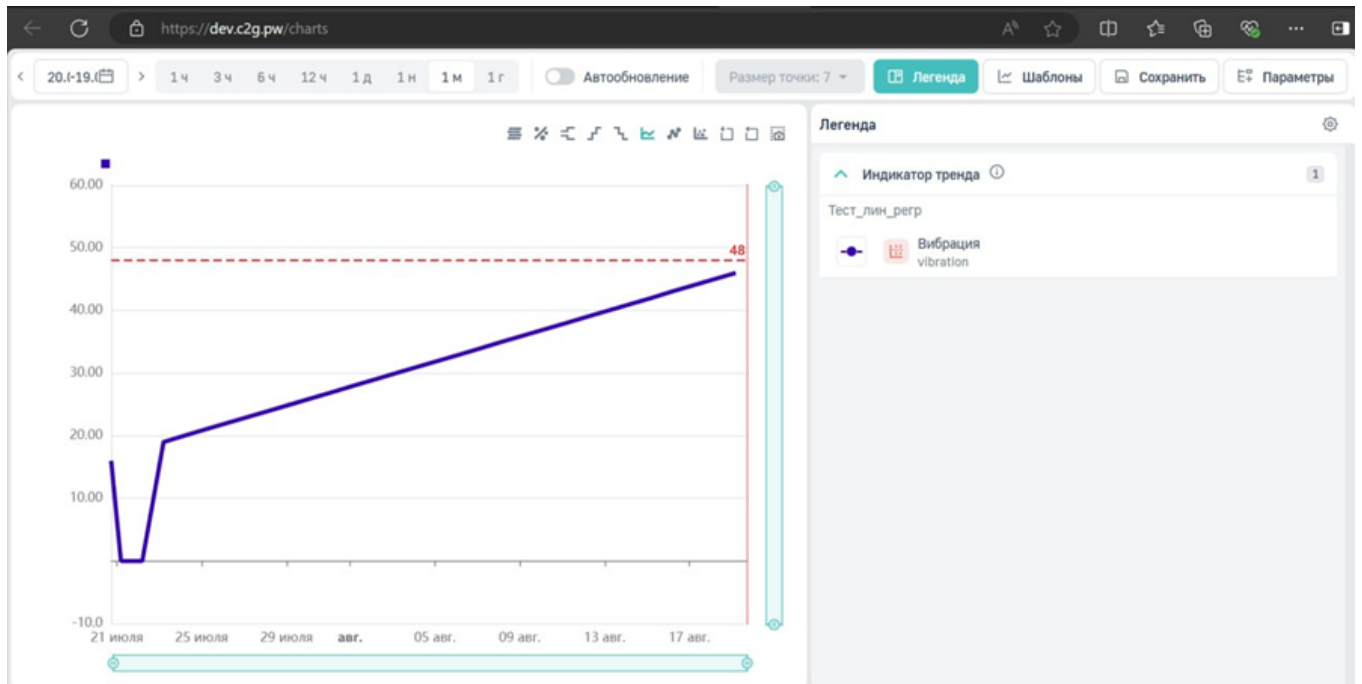 https://dev.c2g.pw/charts
20.(-19.( 1 ч 3 ч 6 ч 12 ч 1 д 1 н 1 м 1 г Автообновление Размер точки: 7 Легенда Шаблоны Сохранить Параметры
Легенда
Индикатор тренда 1
Тест_лин_регр
Вибрация
vibration
60.00
50.00
48
40.00
30.00
20.00
10.00
-10.0
21 июля 25 июля 29 июля авг. 05 авг. 09 авг. 13 авг. 17 авг.